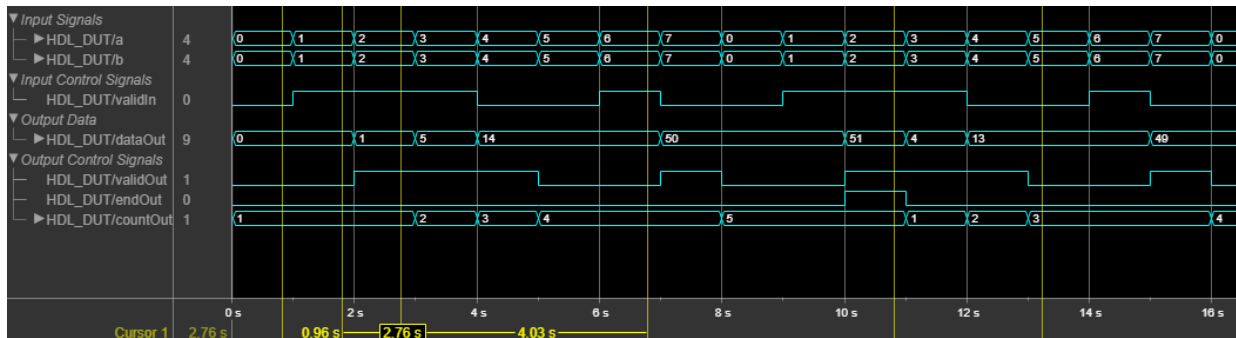 Input Signals
HDL_DUT/a 4 0 1 2 3 4 5 6 7 0 1 2 3 4 5 6 7 0
HDL_DUT/b 4 0 1 2 3 4 5 6 7 0 1 2 3 4 5 6 7 0
Input Control Signals
HDL_DUT/validIn 0
Output Data
HDL_DUT/dataOut 9 0 1 5 14 50 51 4 13 49
Output Control Signals
HDL_DUT/validOut 1
HDL_DUT/endOut 0
HDL_DUT/countOut 1 1 2 3 4 5 1 2 3 4
0 s 2 s 4 s 6 s 8 s 10 s 12 s 14 s 16 s
Cursor 1 2.76 s 0.96 s 2.76 s 4.03 s